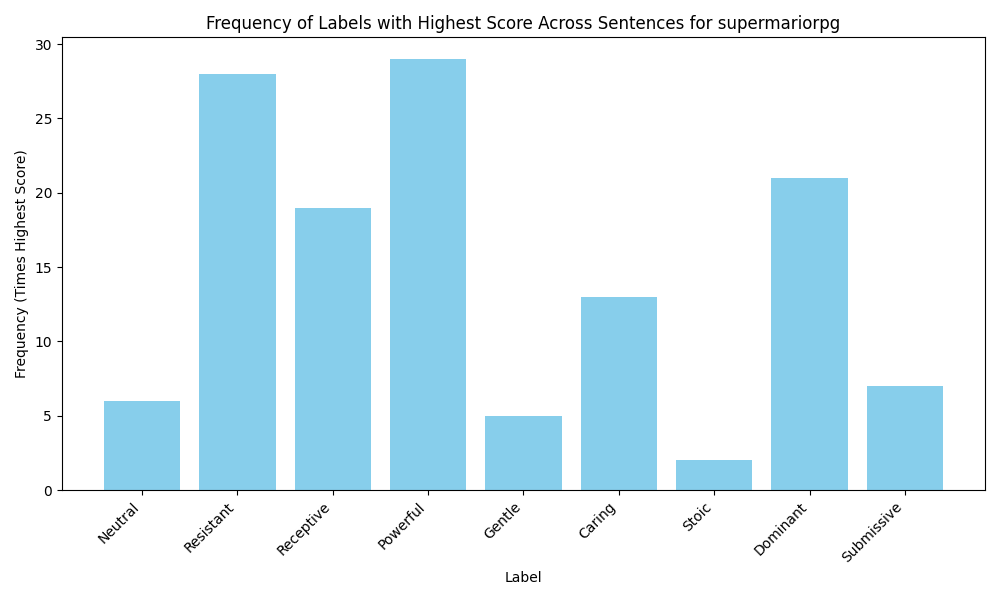 Frequency of Labels with Highest Score Across Sentences for supermariorpg
Frequency (Times Highest Score)
30
25
20
15
10
5
0
Neutral
Resistant
Receptive
Powerful
Gentle
Caring
Stoic
Dominant
Submissive
Label